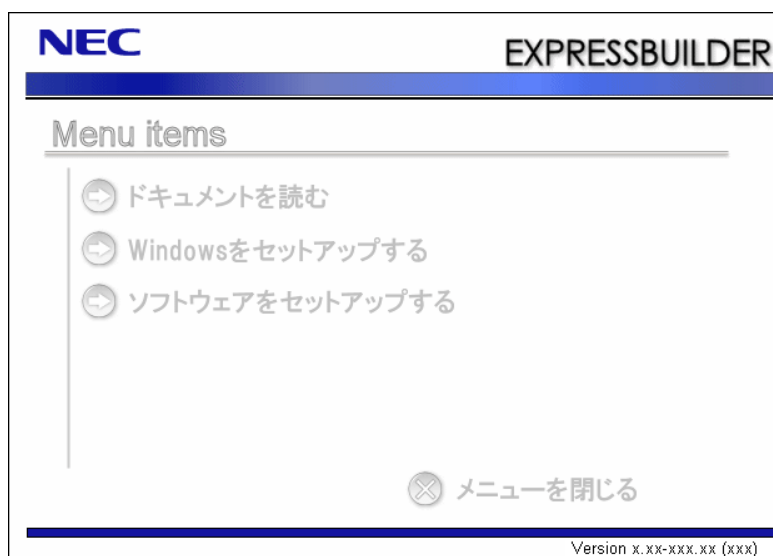 NEC
EXPRESSBUILDER
Menu items
ドキュメントを読む
Windowsをセットアップする
ソフトウェアをセットアップする
メニューを閉じる
Version x.xx-xxx.xx (xxx)